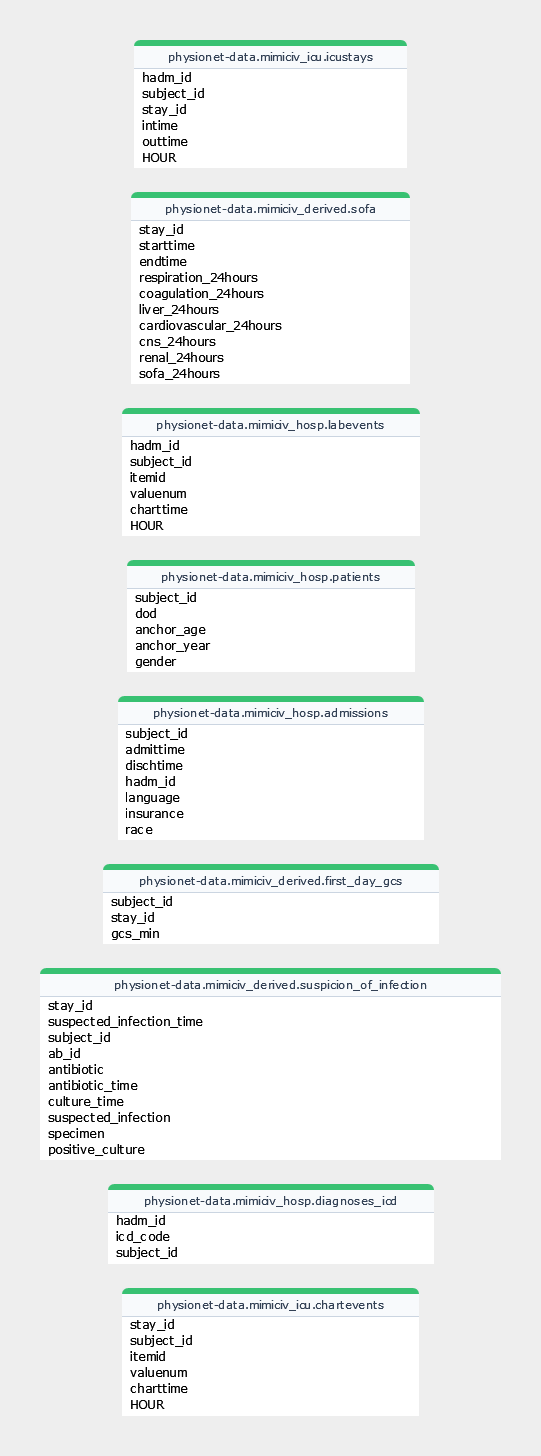 physionet-data.mimiciv_icu.icustays
hadm_id
subject_id
stay_id
intime
outtime
HOUR
physionet-data.mimiciv_derived.sofa
stay_id
starttime
endtime
respiration_24hours
coagulation_24hours
liver_24hours
cardiovascular_24hours
cns_24hours
renal_24hours
sofa_24hours
physionet-data.mimiciv_hosp.labevents
hadm_id
subject_id
itemid
valuenum
charttime
HOUR
physionet-data.mimiciv_hosp.patients
subject_id
dod
anchor_age
anchor_year
gender
physionet-data.mimiciv_hosp.admissions
subject_id
admittime
dischtime
hadm_id
language
insurance
race
physionet-data.mimiciv_derived.first_day_gcs
subject_id
stay_id
gcs_min
physionet-data.mimiciv_derived.suspicion_of_infection
stay_id
suspected_infection_time
subject_id
ab_id
antibiotic
antibiotic_time
culture_time
suspected_infection
specimen
positive_culture
physionet-data.mimiciv_hosp.diagnoses_icd
hadm_id
icd_code
subject_id
physionet-data.mimiciv_icu.chartevents
stay_id
subject_id
itemid
valuenum
charttime
HOUR